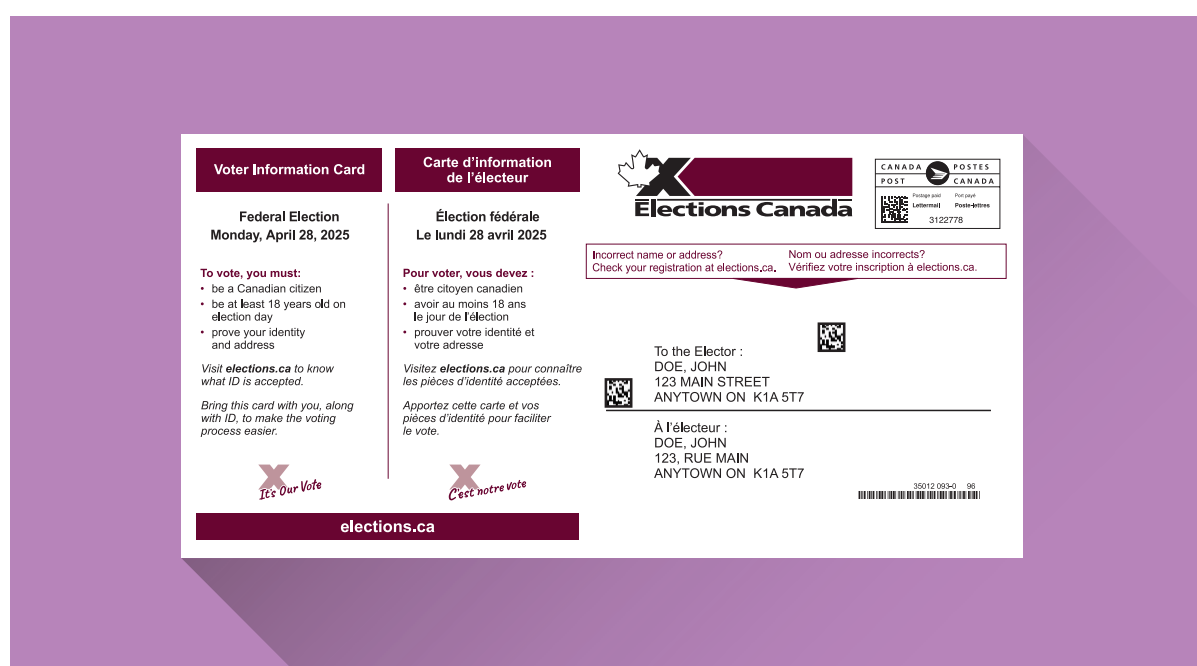 Voter Information Card
Federal Election
Monday, April 28, 2025
To vote, you must:
• be a Canadian citizen
• be at least 18 years old on
election day
• prove your identity
and address
Visit elections.ca to know
what ID is accepted.
Bring this card with you, along
with ID, to make the voting
process easier.
It's Our Vote
Carte d'information
de l'électeur
Élection fédérale
Le lundi 28 avril 2025
Pour voter, vous devez :
• être citoyen canadien
• avoir au moins 18 ans
le jour de l'élection
• prouver votre identité et
votre adresse
Visitez elections.ca pour connaître
les pièces d'identité acceptées.
Apportez cette carte et vos
pièces d'identité pour faciliter
le vote.
C'est notre vote
elections.ca
Elections Canada
CANADA POSTES
POST CANADA
Postage paid Port payé
Lettermail Poste-lettres
3122778
Incorrect name or address?
Check your registration at elections.ca.
Nom ou adresse incorrects?
Vérifiez votre inscription à elections.ca.
To the Elector :
DOE, JOHN
123 MAIN STREET
ANYTOWN ON K1A 5T7
À l'électeur :
DOE, JOHN
123, RUE MAIN
ANYTOWN ON K1A 5T7
35012 093-0 96